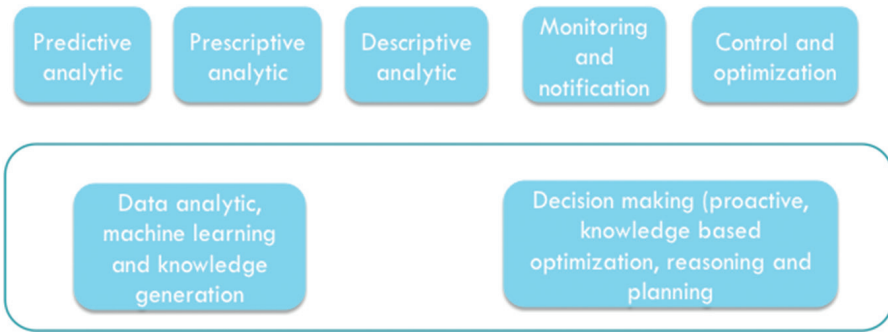 Predictive
analytic
Prescriptive
analytic
Descriptive
analytic
Monitoring
and
notification
Control and
optimization
Data analytic,
machine learning
and knowledge
generation
Decision making (proactive,
knowledge based
optimization, reasoning and
planning